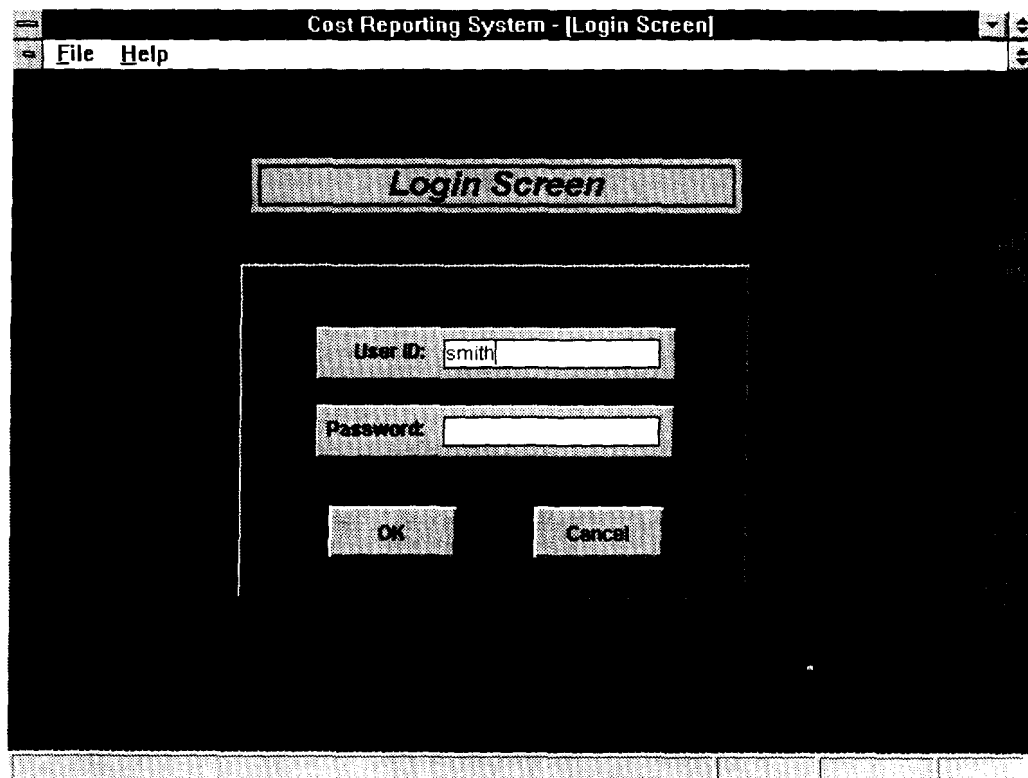 Cost Reporting System - [Login Screen]
File Help
Login Screen
User ID: smith
Password:
OK Cancel